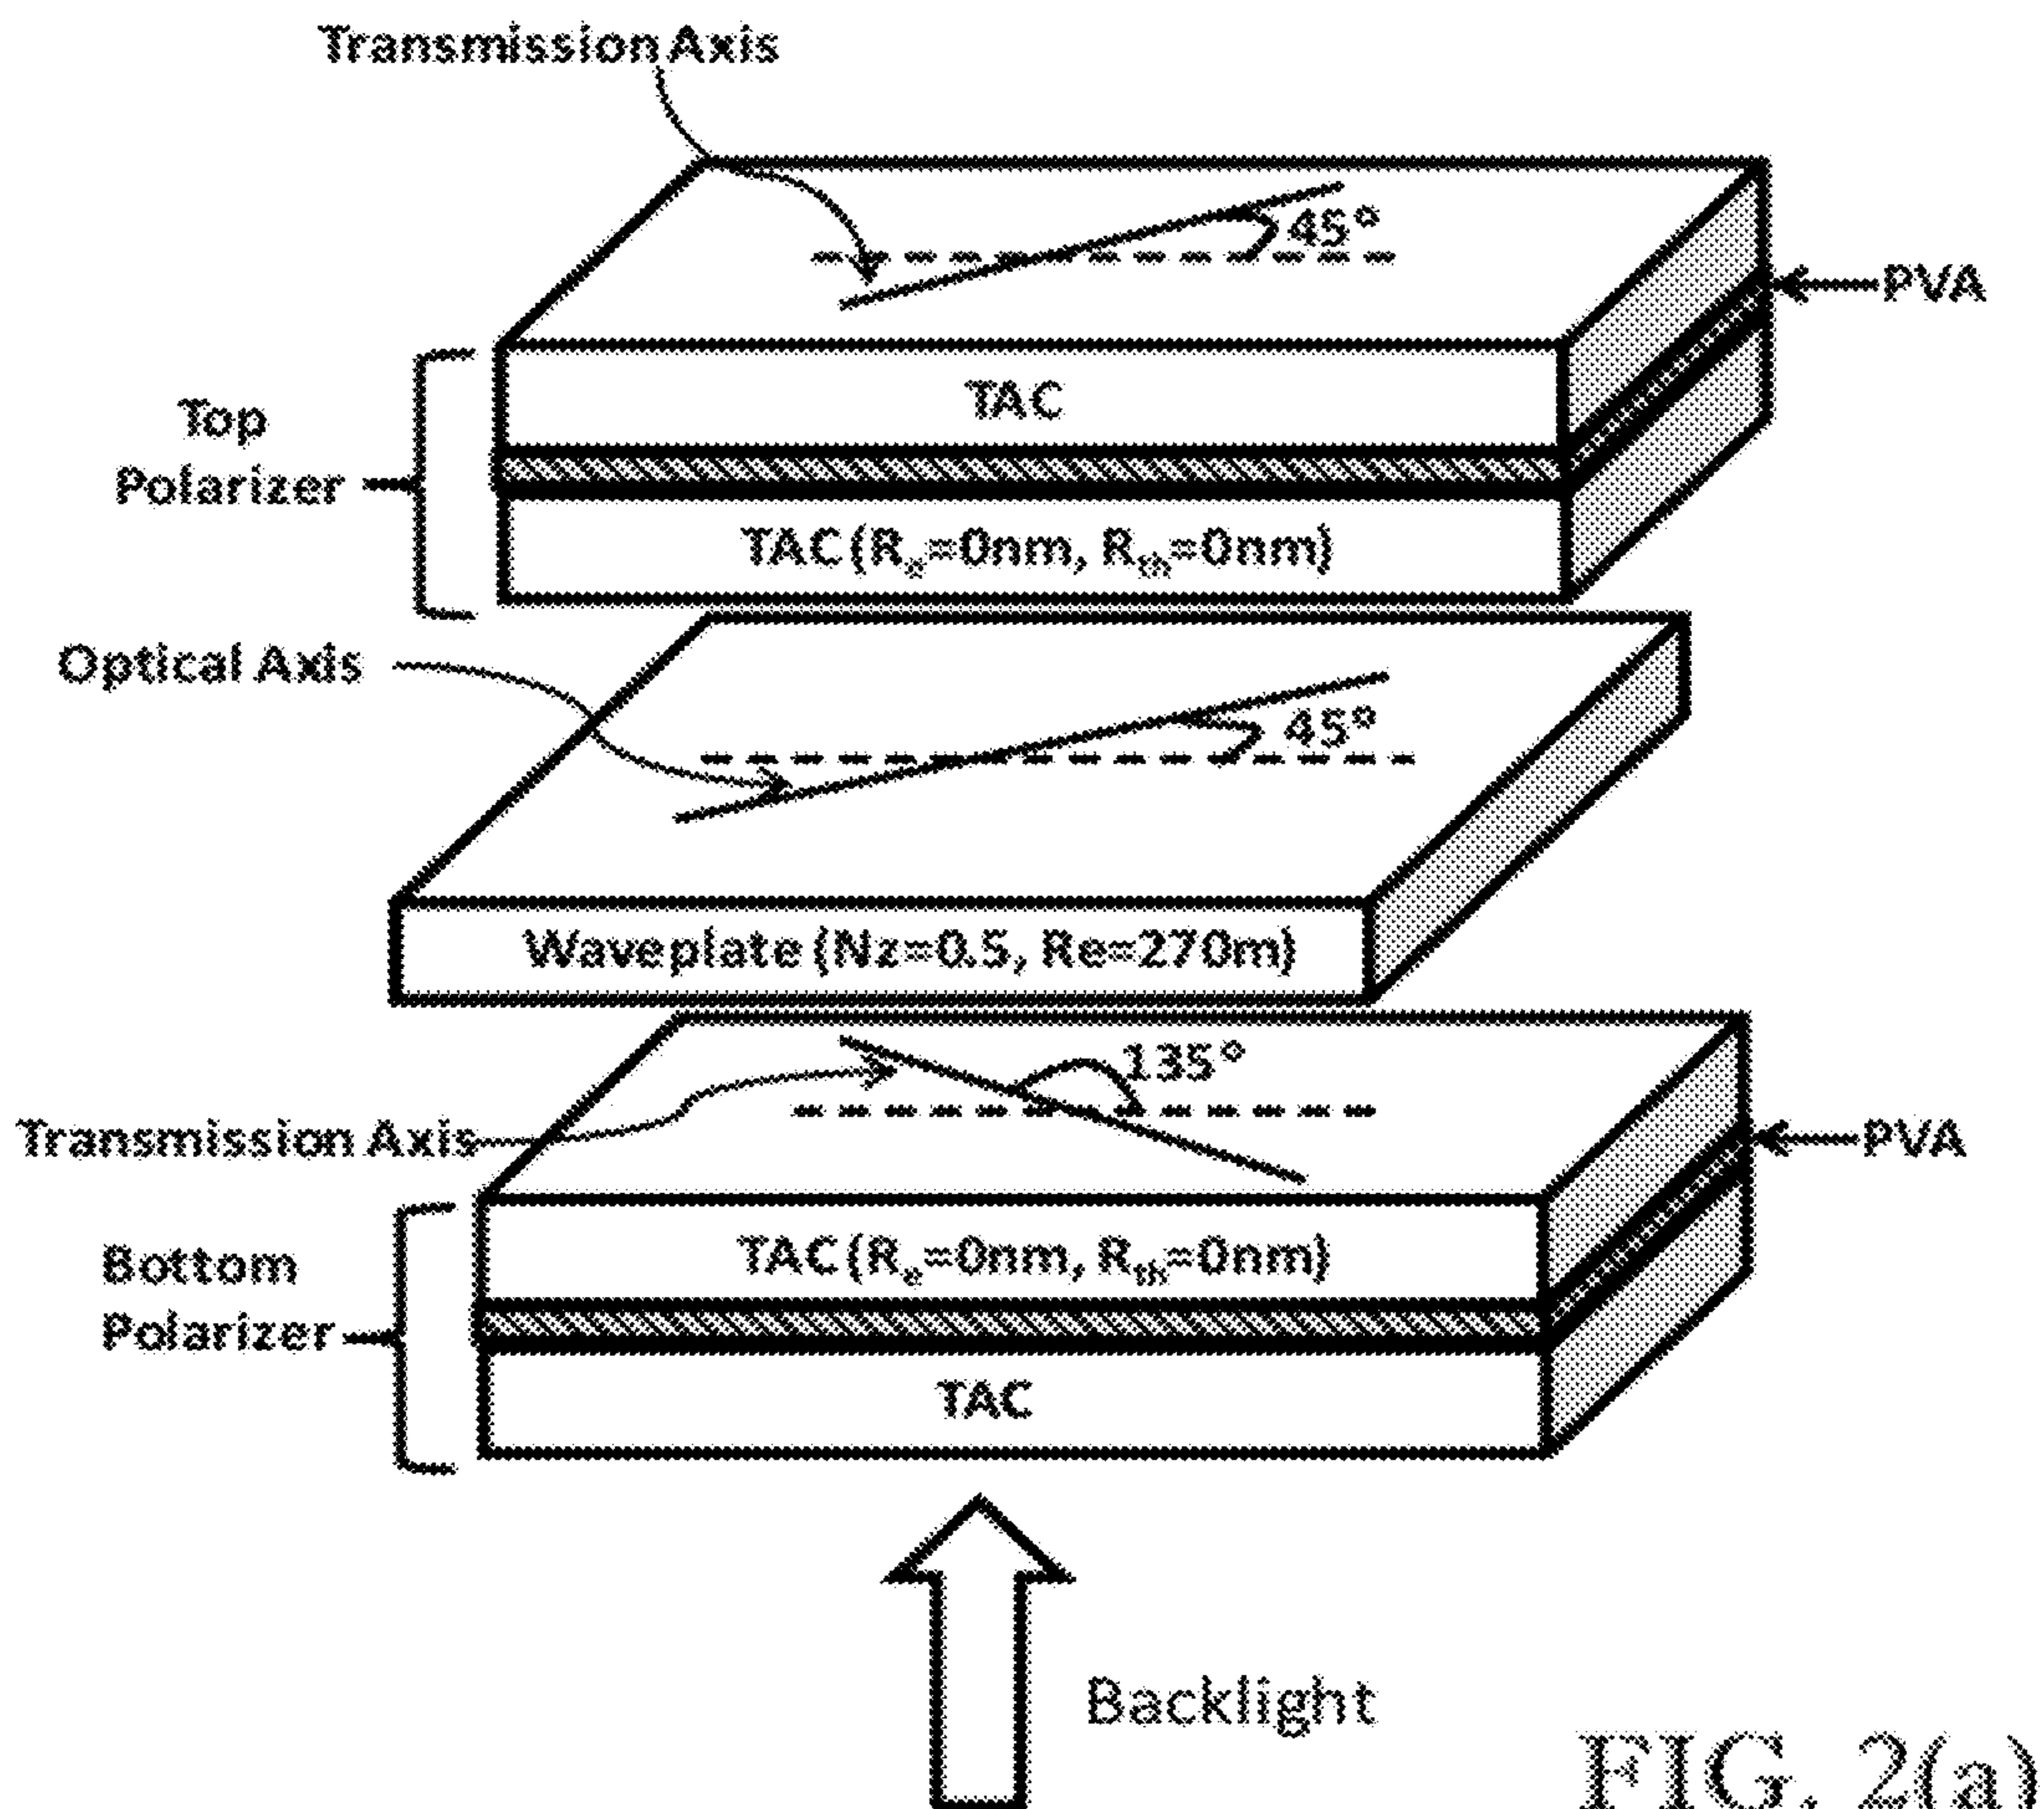 Transmission Axis
45°
PVA
TAC
Top
Polarizer
TAC (Re=0nm, Rth=0nm)
Optical Axis
45°
Waveplate (Nz=0.5, Re=270m)
135°
Transmission Axis
PVA
TAC (Re=0nm, Rth=0nm)
Bottom
Polarizer
TAC
Backlight
FIG. 2(a)